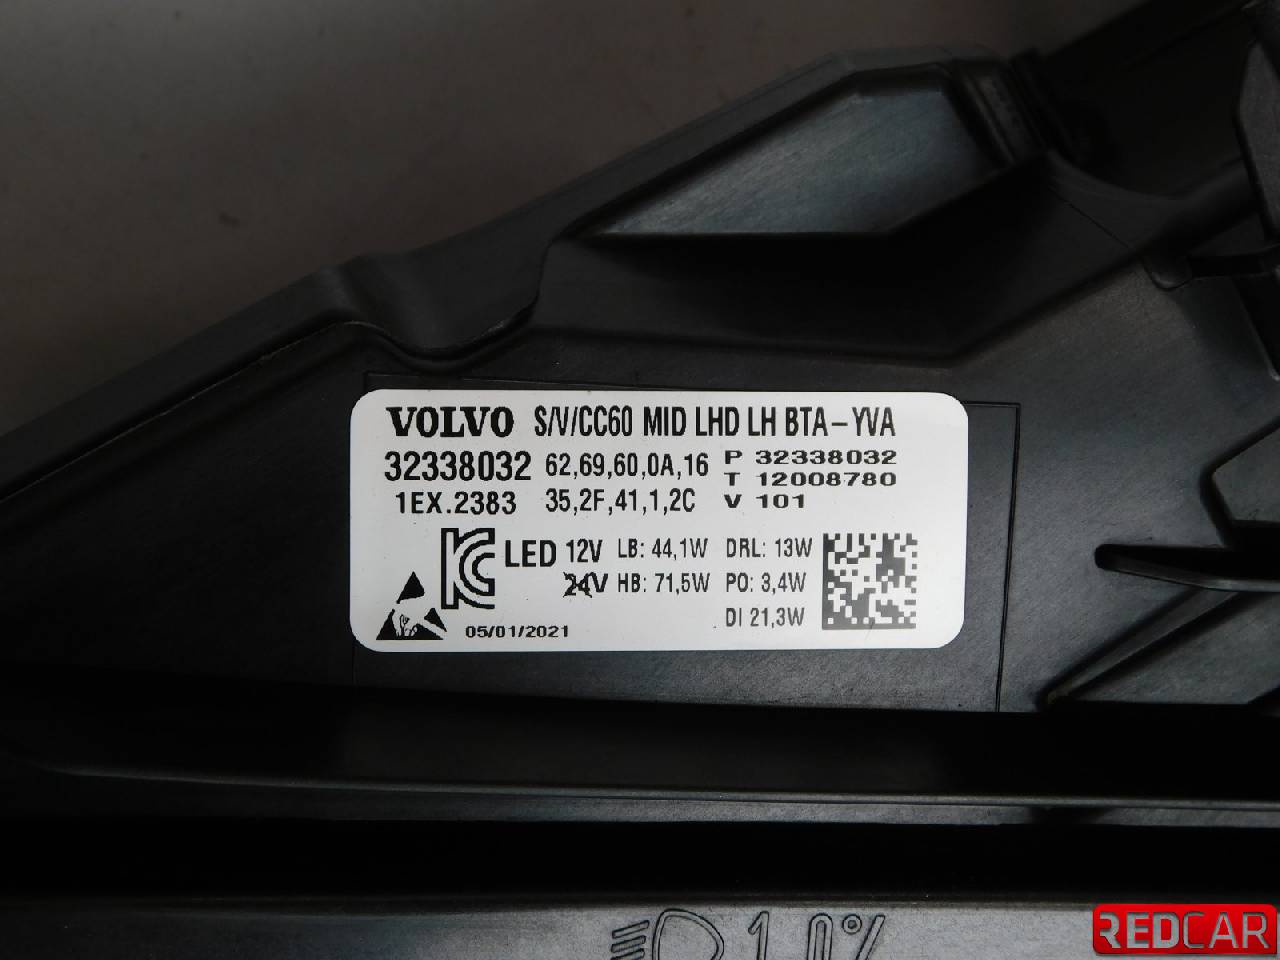 VOLVO S/V/CC60 MID LHD LH BTA-YVA
32338032 62,69,60,0A,16 P 32338032
T 12008780
1EX.2383 35,2F,41,1,2C V 101
LED 12V LB: 44,1W DRL: 13W
24V HB: 71,5W PO: 3,4W
DI 21,3W
05/01/2021
1,0%
REDCAR